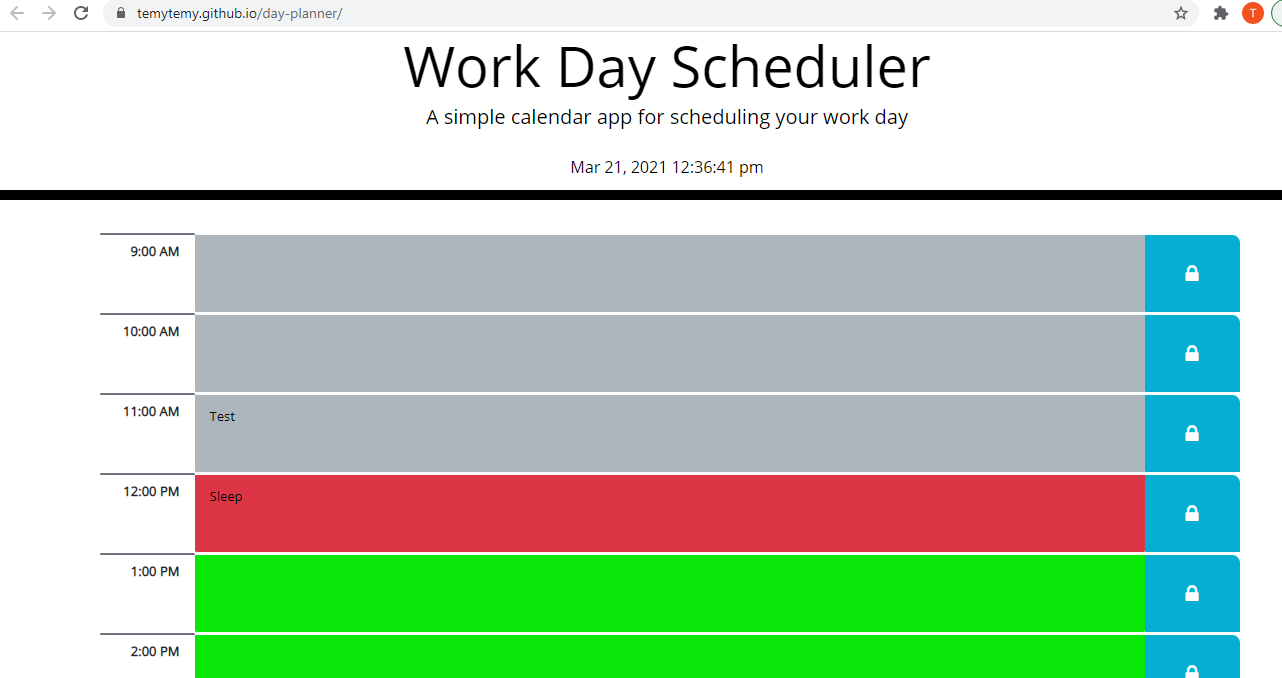 temytemy.github.io/day-planner/
T
Work Day Scheduler
A simple calendar app for scheduling your work day
Mar 21, 2021 12:36:41 pm
9:00 AM
10:00 AM
11:00 AM Test
12:00 PM Sleep
1:00 PM
2:00 PM